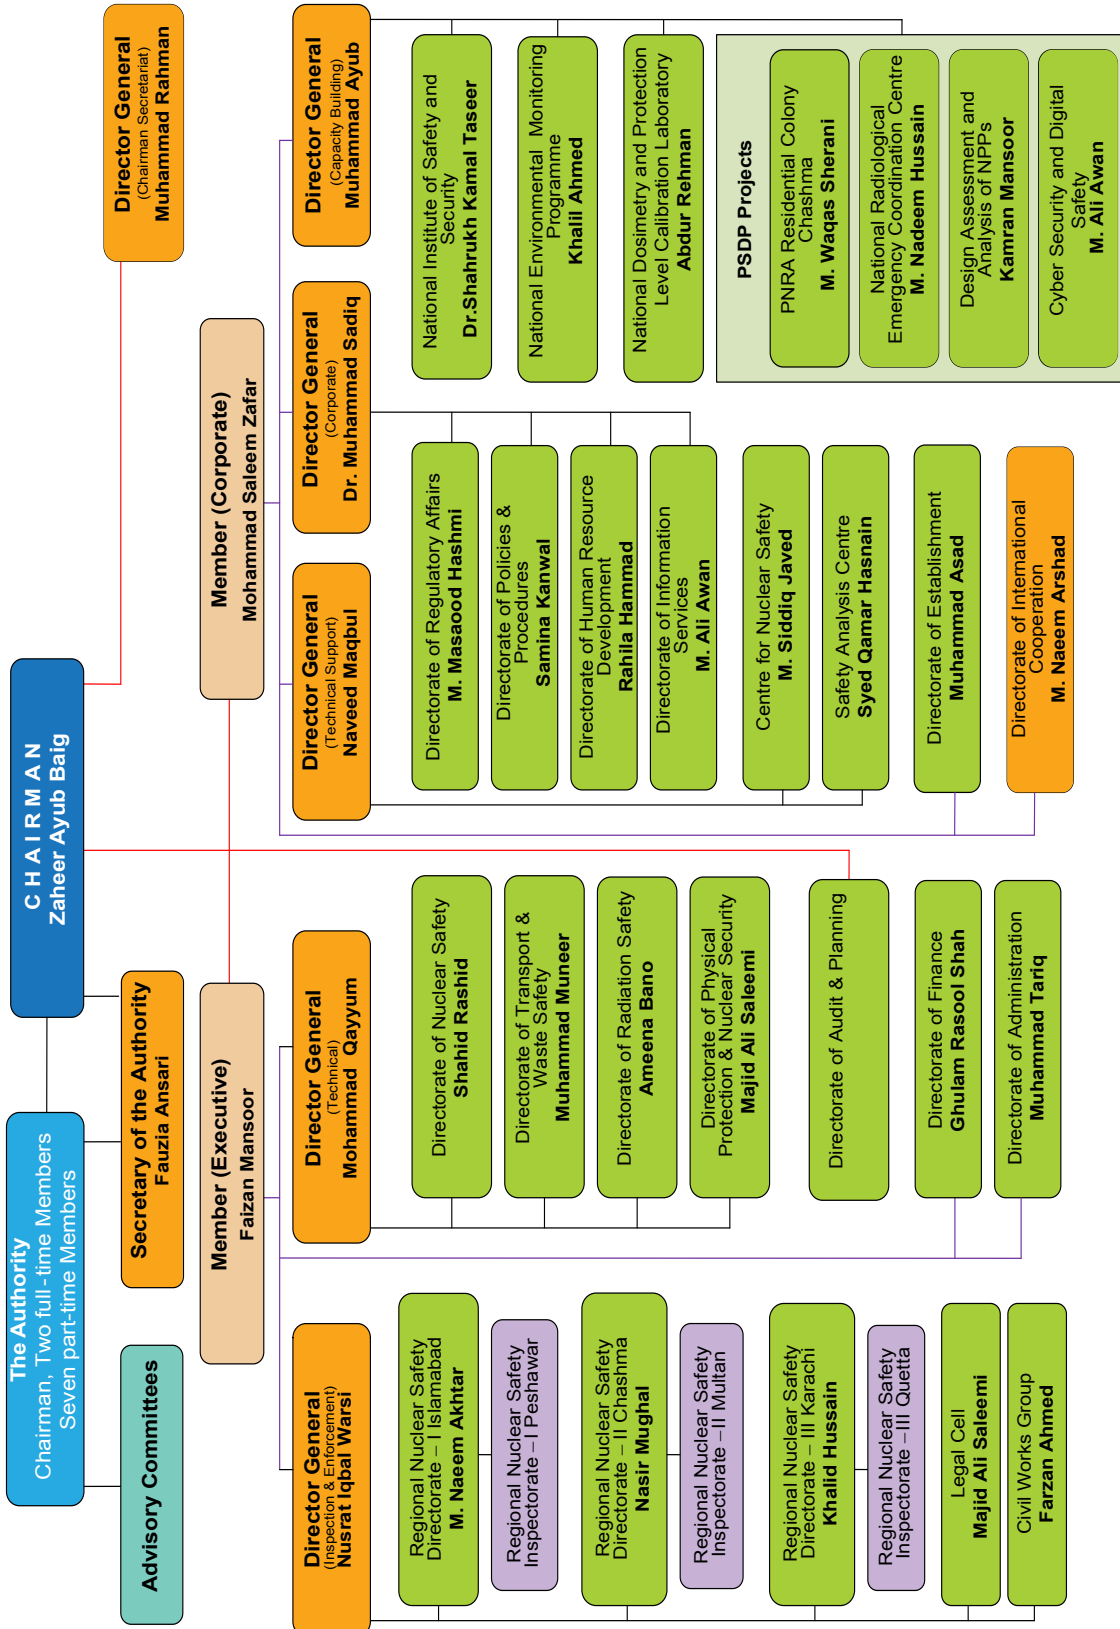 The Authority
Chairman, Two full-time Members
Seven part-time Members
C H A I R M A N
Zaheer Ayub Baig
Advisory Committees
Secretary of the Authority
Fauzia Ansari
Director General
(Chairman Secretariat)
Muhammad Rahman
Member (Executive)
Faizan Mansoor
Member (Corporate)
Mohammad Saleem Zafar
Director General
(Inspection & Enforcement)
Nusrat Iqbal Warsi
Director General
(Technical)
Mohammad Qayyum
Director General
(Technical Support)
Naveed Maqbul
Director General
(Corporate)
Dr. Muhammad Sadiq
Director General
(Capacity Building)
Muhammad Ayub
Regional Nuclear Safety
Directorate – I Islamabad
M. Naeem Akhtar
Regional Nuclear Safety
Inspectorate – I Peshawar
Regional Nuclear Safety
Directorate – II Chashma
Nasir Mughal
Regional Nuclear Safety
Inspectorate –II Multan
Regional Nuclear Safety
Directorate – III Karachi
Khalid Hussain
Regional Nuclear Safety
Inspectorate –III Quetta
Legal Cell
Majid Ali Saleemi
Civil Works Group
Farzan Ahmed
Directorate of Nuclear Safety
Shahid Rashid
Directorate of Transport &
Waste Safety
Muhammad Muneer
Directorate of Radiation Safety
Ameena Bano
Directorate of Physical
Protection & Nuclear Security
Majid Ali Saleemi
Directorate of Audit & Planning
Directorate of Finance
Ghulam Rasool Shah
Directorate of Administration
Muhammad Tariq
Directorate of Regulatory Affairs
M. Masaood Hashmi
Directorate of Policies &
Procedures
Samina Kanwal
Directorate of Human Resource
Development
Rahila Hammad
Directorate of Information
Services
M. Ali Awan
Centre for Nuclear Safety
M. Siddiq Javed
Safety Analysis Centre
Syed Qamar Hasnain
Directorate of Establishment
Muhammad Asad
Directorate of International
Cooperation
M. Naeem Arshad
National Institute of Safety and
Security
Dr.Shahrukh Kamal Taseer
National Environmental Monitoring
Programme
Khalil Ahmed
National Dosimetry and Protection
Level Calibration Laboratory
Abdur Rehman
PSDP Projects
PNRA Residential Colony
Chashma
M. Waqas Sherani
National Radiological
Emergency Coordination Centre
M. Nadeem Hussain
Design Assessment and
Analysis of NPPs
Kamran Mansoor
Cyber Security and Digital
Safety
M. Ali Awan